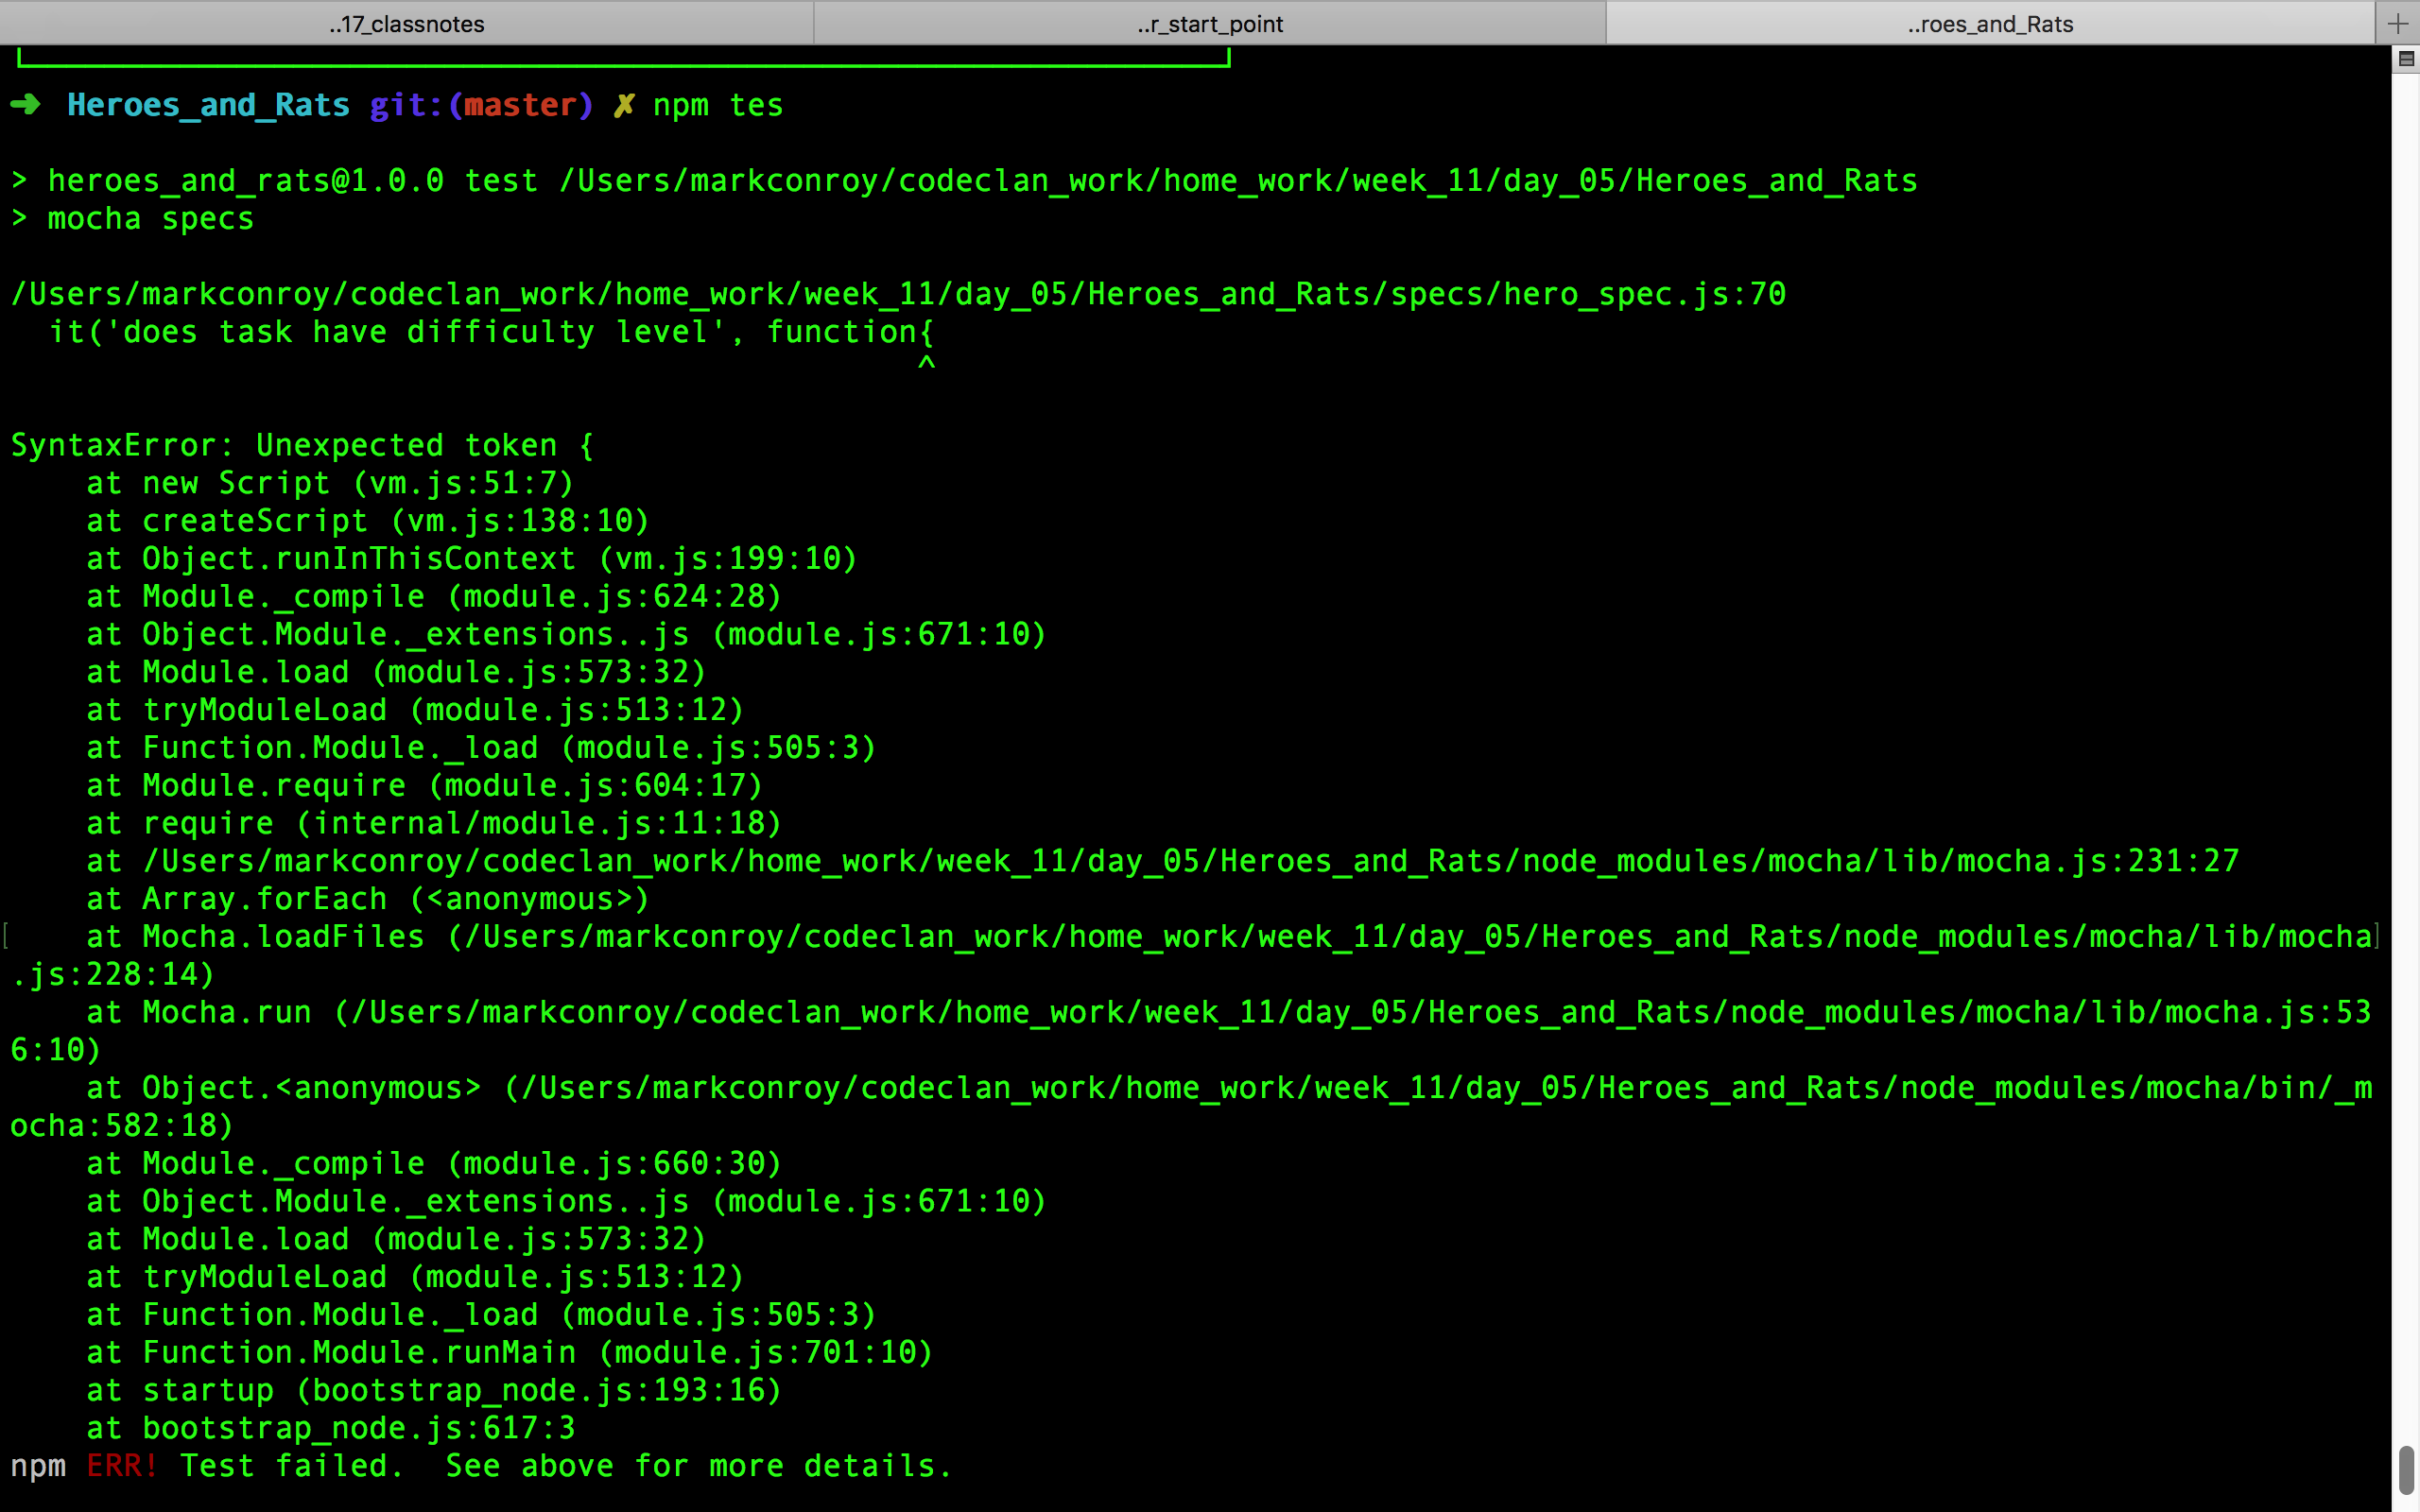 ..17_classnotes
..r_start_point
..roes_and_Rats
➜ Heroes_and_Rats git:(master) ✗ npm tes
> heroes_and_rats@1.0.0 test /Users/markconroy/codeclan_work/home_work/week_11/day_05/Heroes_and_Rats
> mocha specs
/Users/markconroy/codeclan_work/home_work/week_11/day_05/Heroes_and_Rats/specs/hero_spec.js:70
  it('does task have difficulty level', function{
                                                ^
SyntaxError: Unexpected token {
    at new Script (vm.js:51:7)
    at createScript (vm.js:138:10)
    at Object.runInThisContext (vm.js:199:10)
    at Module._compile (module.js:624:28)
    at Object.Module._extensions..js (module.js:671:10)
    at Module.load (module.js:573:32)
    at tryModuleLoad (module.js:513:12)
    at Function.Module._load (module.js:505:3)
    at Module.require (module.js:604:17)
    at require (internal/module.js:11:18)
    at /Users/markconroy/codeclan_work/home_work/week_11/day_05/Heroes_and_Rats/node_modules/mocha/lib/mocha.js:231:27
    at Array.forEach (<anonymous>)
    at Mocha.loadFiles (/Users/markconroy/codeclan_work/home_work/week_11/day_05/Heroes_and_Rats/node_modules/mocha/lib/mocha
.js:228:14)
    at Mocha.run (/Users/markconroy/codeclan_work/home_work/week_11/day_05/Heroes_and_Rats/node_modules/mocha/lib/mocha.js:53
6:10)
    at Object.<anonymous> (/Users/markconroy/codeclan_work/home_work/week_11/day_05/Heroes_and_Rats/node_modules/mocha/bin/_m
ocha:582:18)
    at Module._compile (module.js:660:30)
    at Object.Module._extensions..js (module.js:671:10)
    at Module.load (module.js:573:32)
    at tryModuleLoad (module.js:513:12)
    at Function.Module._load (module.js:505:3)
    at Function.Module.runMain (module.js:701:10)
    at startup (bootstrap_node.js:193:16)
    at bootstrap_node.js:617:3
npm ERR! Test failed.  See above for more details.